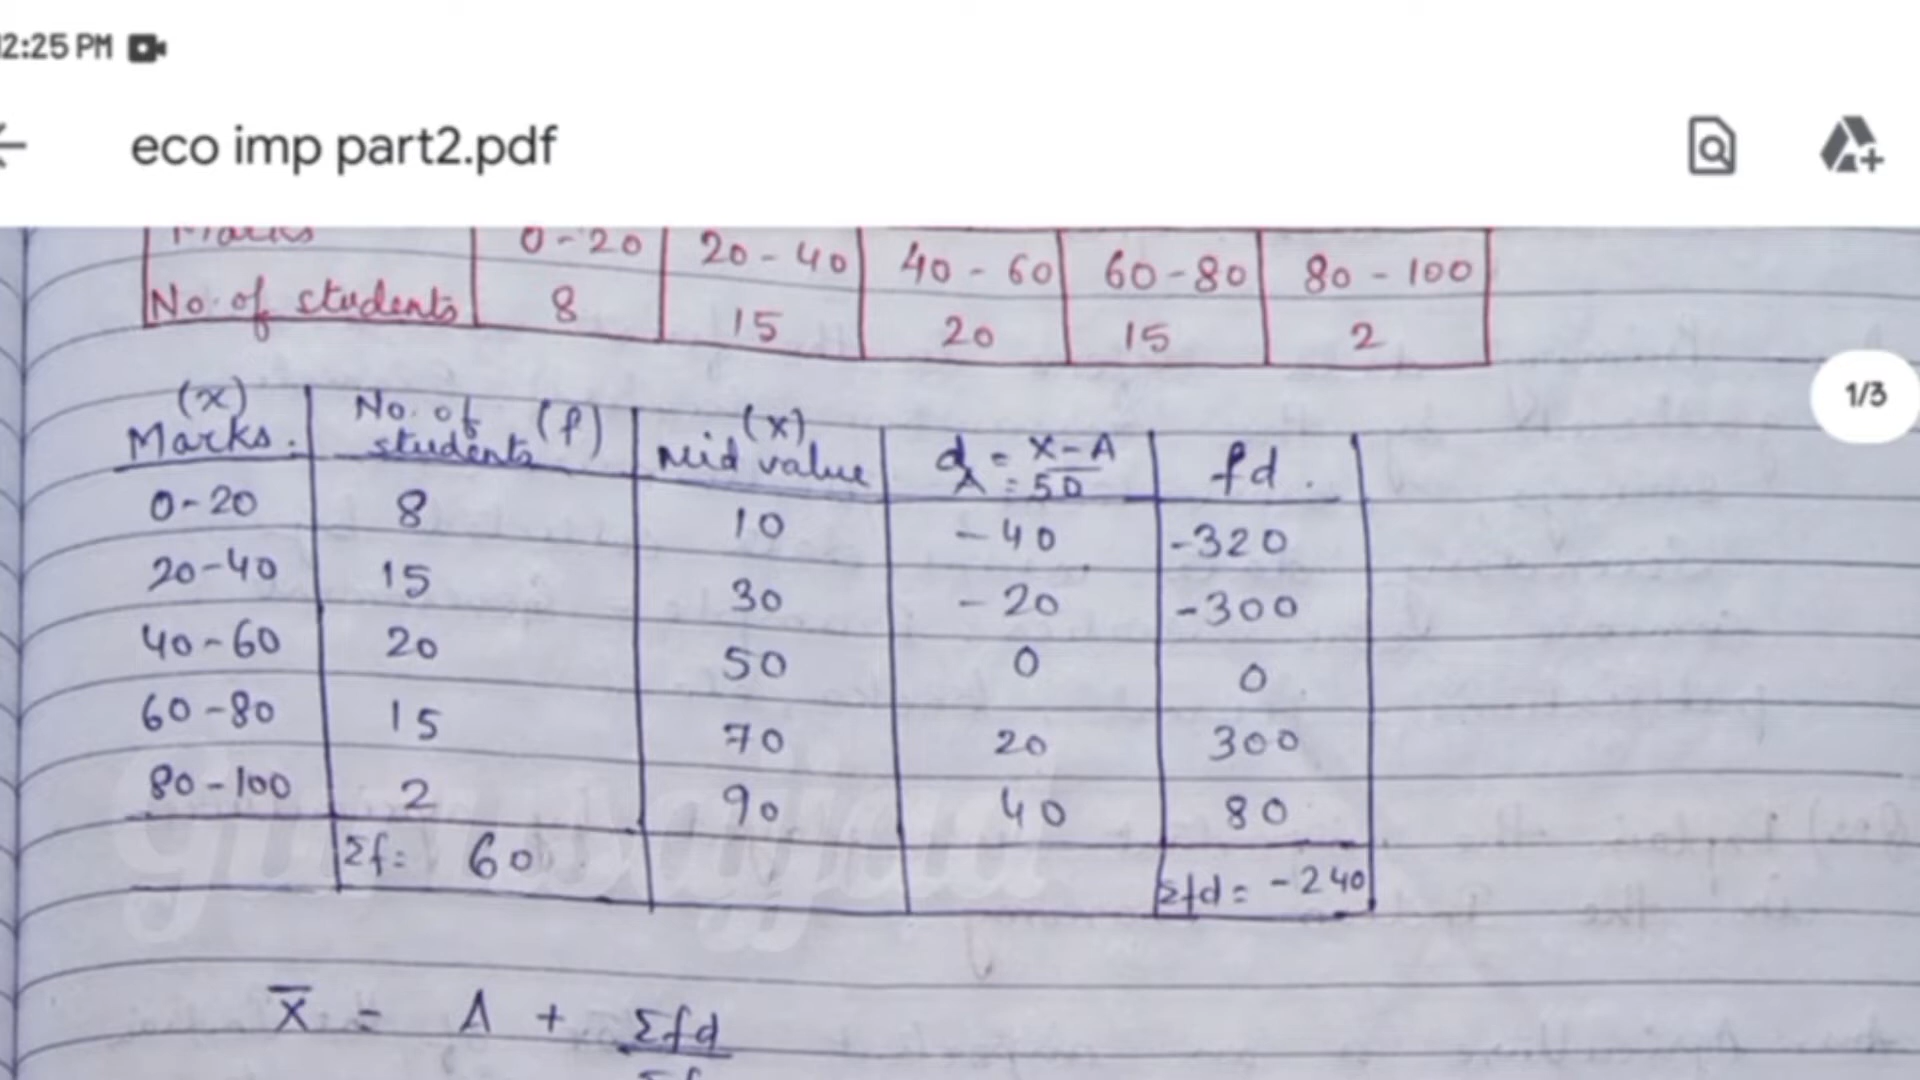 2:25 PM
eco imp part2.pdf
Marks 0-20 20-40 40-60 60-80 80-100
No. of students 8 15 20 15 2
1/3
(x) Marks. No. of students (f) (x) Mid value d = X-A A = 50 fd.
0-20 8 10 -40 -320
20-40 15 30 -20 -300
40-60 20 50 0 0
60-80 15 70 20 300
80-100 2 90 40 80
Σf = 60 Σfd = -240
X̄ = A + Σfd
Σf